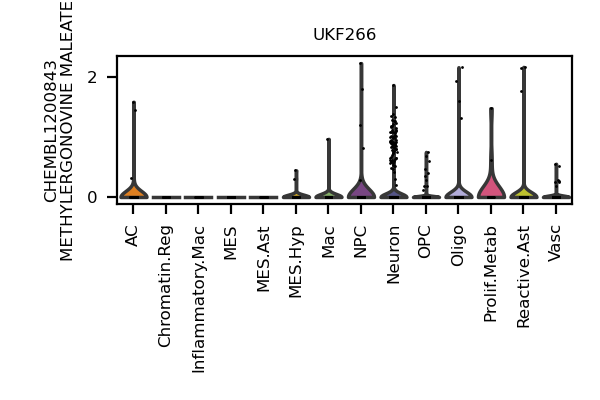 UKF266
CHEMBL1200843
METHYLERGONOVINE MALEATE
2
0
AC
Chromatin.Reg
Inflammatory.Mac
MES
MES.Ast
MES.Hyp
Mac
NPC
Neuron
OPC
Oligo
Prolif.Metab
Reactive.Ast
Vasc